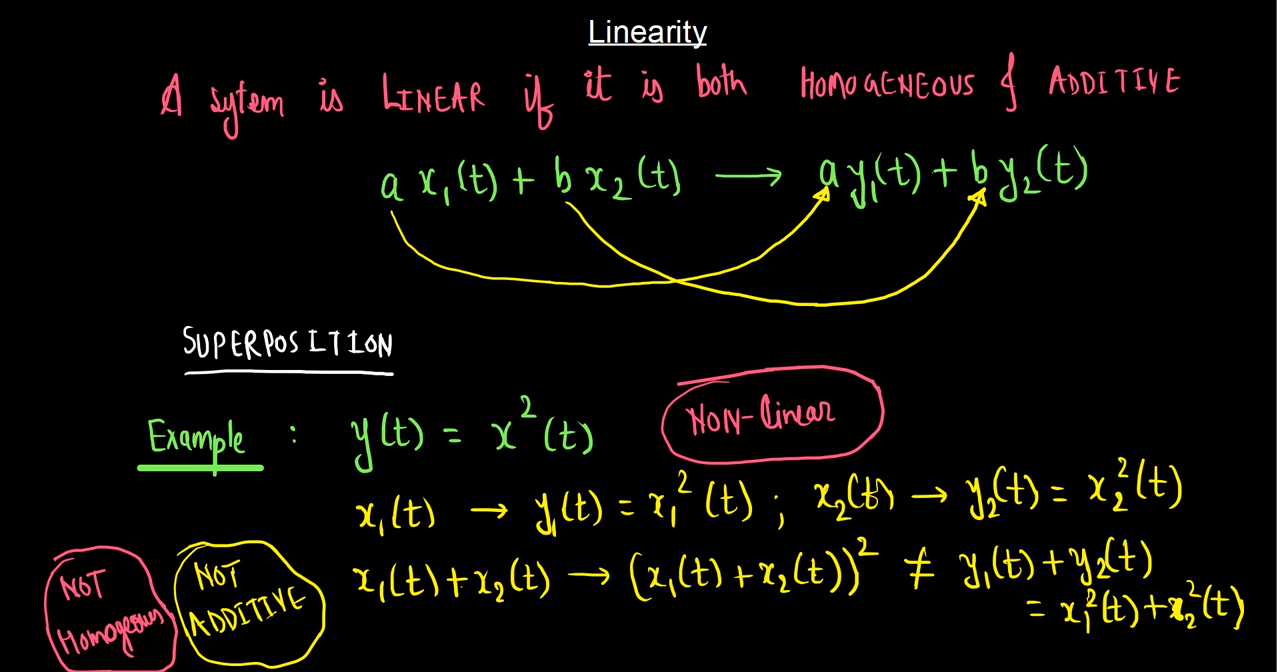 Linearity
A sytem is LINEAR if it is both HOMOGENEOUS & ADDITIVE
a x₁(t) + b x₂(t) ⟶ a y₁(t) + b y₂(t)
SUPERPOSITION
NON-linear
Example : y(t) = x²(t)
x₁(t) → y₁(t) = x₁²(t) ; x₂(t) → y₂(t) = x₂²(t)
x₁(t) + x₂(t) ⟶ (x₁(t) + x₂(t))² ≠ y₁(t) + y₂(t)
= x₁²(t) + x₂²(t)
NOT
Homogeous
NOT
ADDITIVE